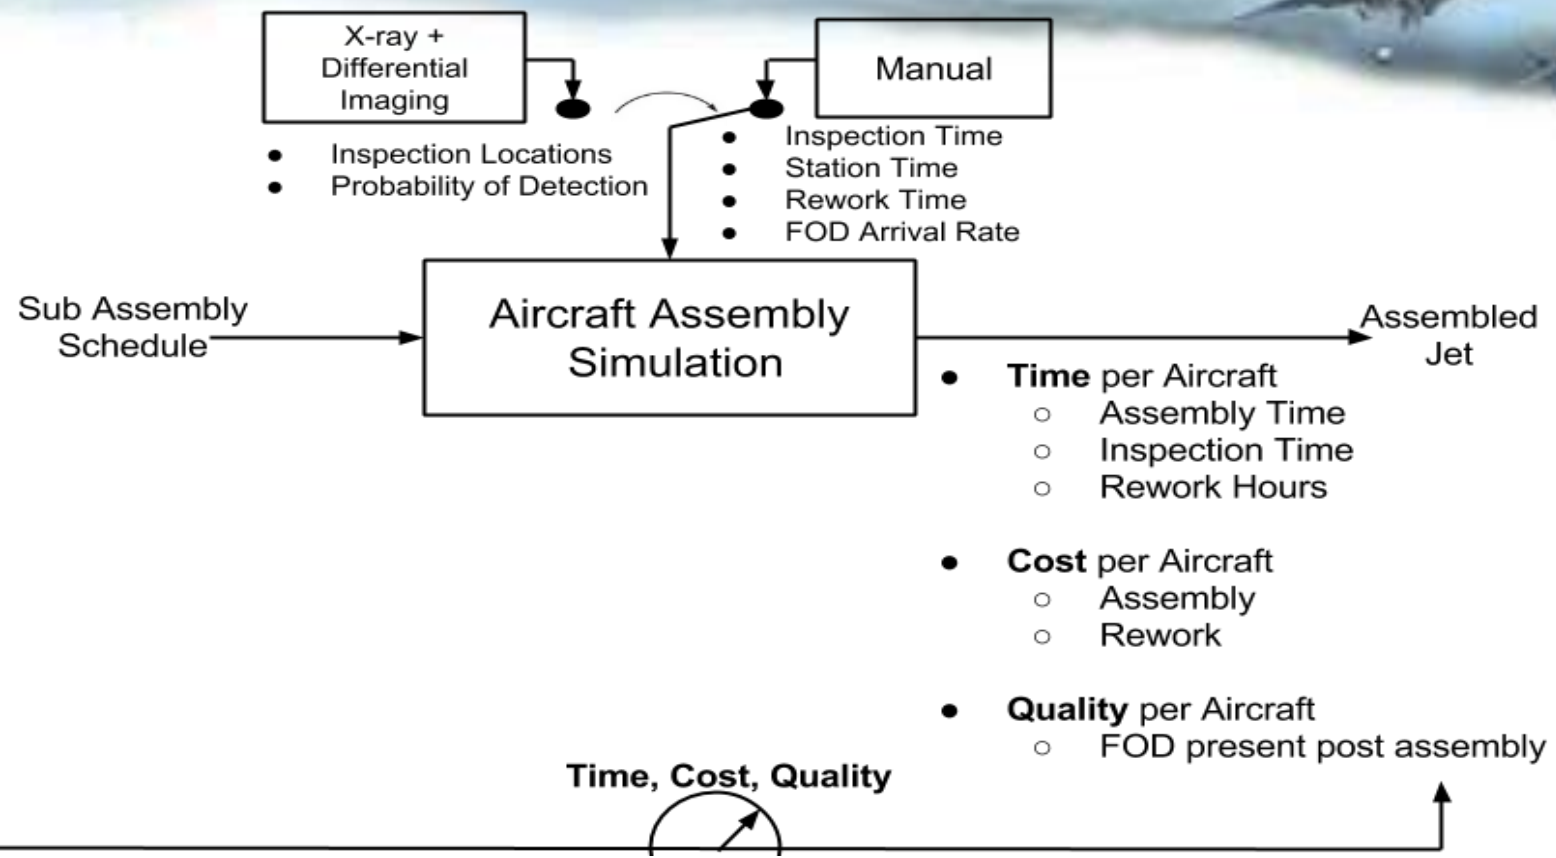 X-ray +
Differential
Imaging
Manual
● Inspection Locations
● Probability of Detection
● Inspection Time
● Station Time
● Rework Time
● FOD Arrival Rate
Sub Assembly
Schedule
Aircraft Assembly
Simulation
Assembled
Jet
● Time per Aircraft
○ Assembly Time
○ Inspection Time
○ Rework Hours
● Cost per Aircraft
○ Assembly
○ Rework
● Quality per Aircraft
○ FOD present post assembly
Time, Cost, Quality